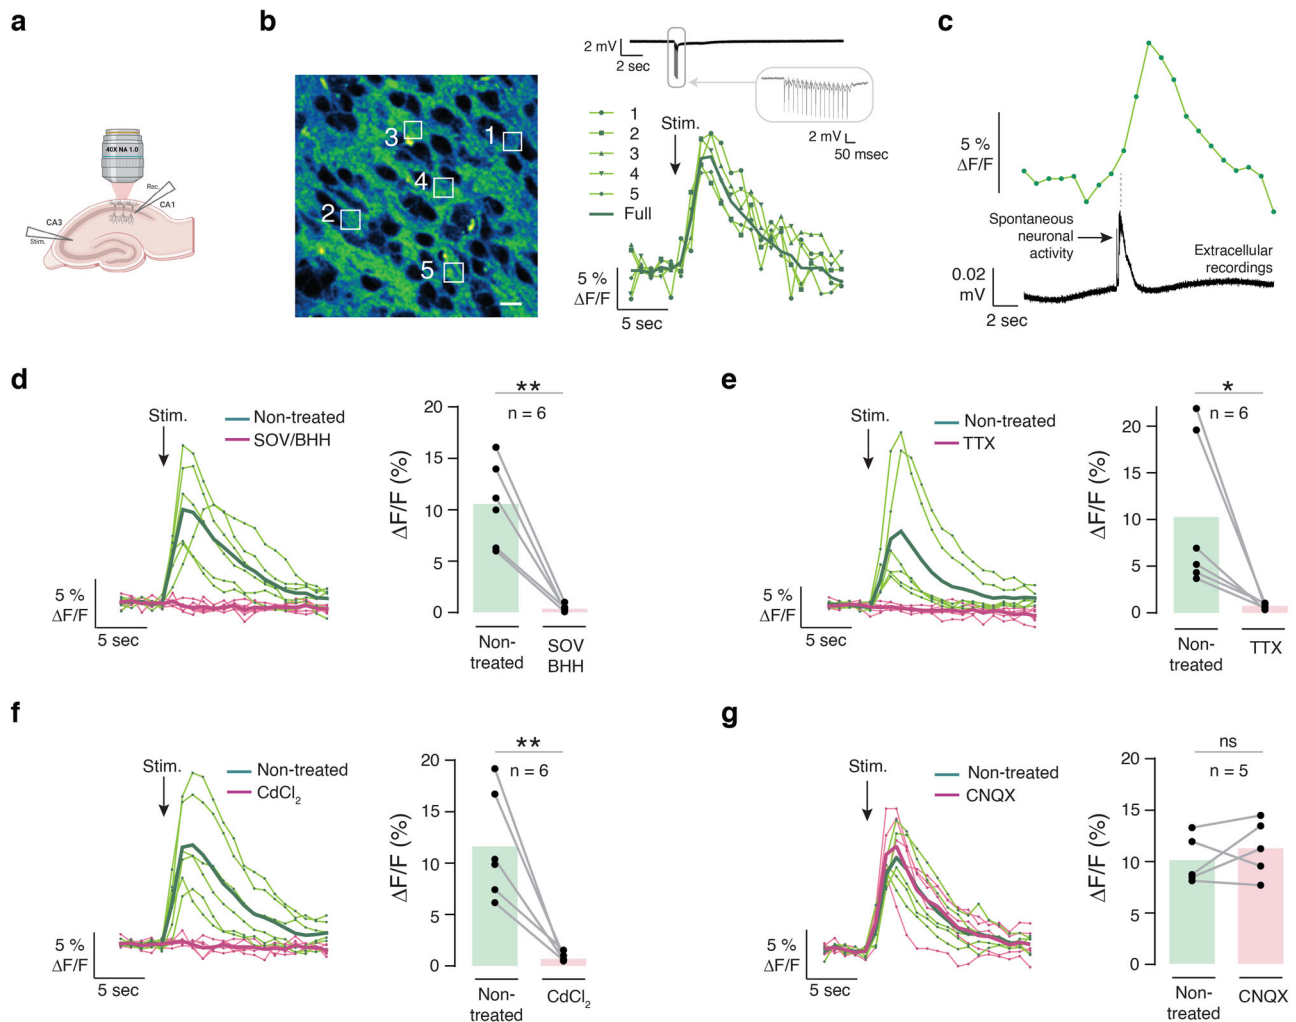 a
40X NA 1.0
Rec.
CA1
CA3
Stim.
b
3
1
4
2
5
2 mV
2 sec
2 mV
50 msec
1
2
3
4
5
Full
Stim.
5 %
ΔF/F
5 sec
c
5 %
ΔF/F
Spontaneous
neuronal
activity
Extracellular
recordings
0.02
mV
2 sec
d
Stim.
Non-treated
SOV/BHH
5 %
ΔF/F
5 sec
**
n = 6
ΔF/F (%)
20
15
10
5
0
Non-
treated
SOV
BHH
e
Stim.
Non-treated
TTX
5 %
ΔF/F
5 sec
*
n = 6
ΔF/F (%)
20
15
10
5
0
Non-
treated
TTX
f
Stim.
Non-treated
CdCl₂
5 %
ΔF/F
5 sec
**
n = 6
ΔF/F (%)
20
15
10
5
0
Non-
treated
CdCl₂
g
Stim.
Non-treated
CNQX
5 %
ΔF/F
5 sec
ns
n = 5
ΔF/F (%)
20
15
10
5
0
Non-
treated
CNQX